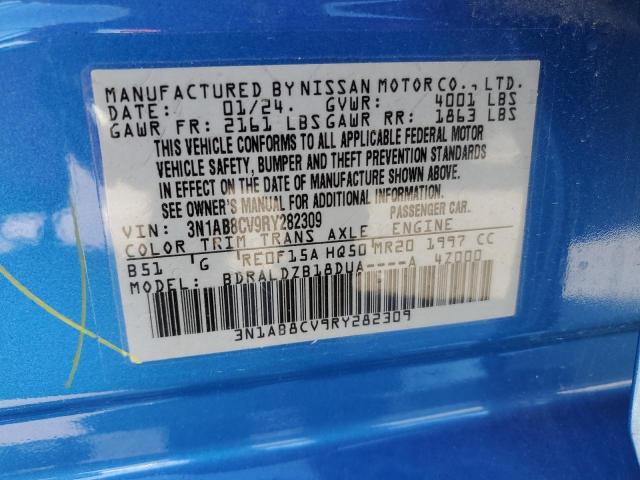 MANUFACTURED BY NISSAN MOTOR CO., LTD.
DATE: 01/24. GVWR: 4001 LBS
GAWR FR: 2161 LBS GAWR RR: 1863 LBS
THIS VEHICLE CONFORMS TO ALL APPLICABLE FEDERAL MOTOR
VEHICLE SAFETY, BUMPER AND THEFT PREVENTION STANDARDS
IN EFFECT ON THE DATE OF MANUFACTURE SHOWN ABOVE.
SEE OWNER'S MANUAL FOR ADDITIONAL INFORMATION.
VIN: 3N1AB8CV9RY282309 PASSENGER CAR.
COLOR TRIM TRANS AXLE ENGINE
B51 G RE0F15A HQ50 MR20 1997 CC
MODEL: BDRALDZB18DUA----A 4Z000
3N1AB8CV9RY282309